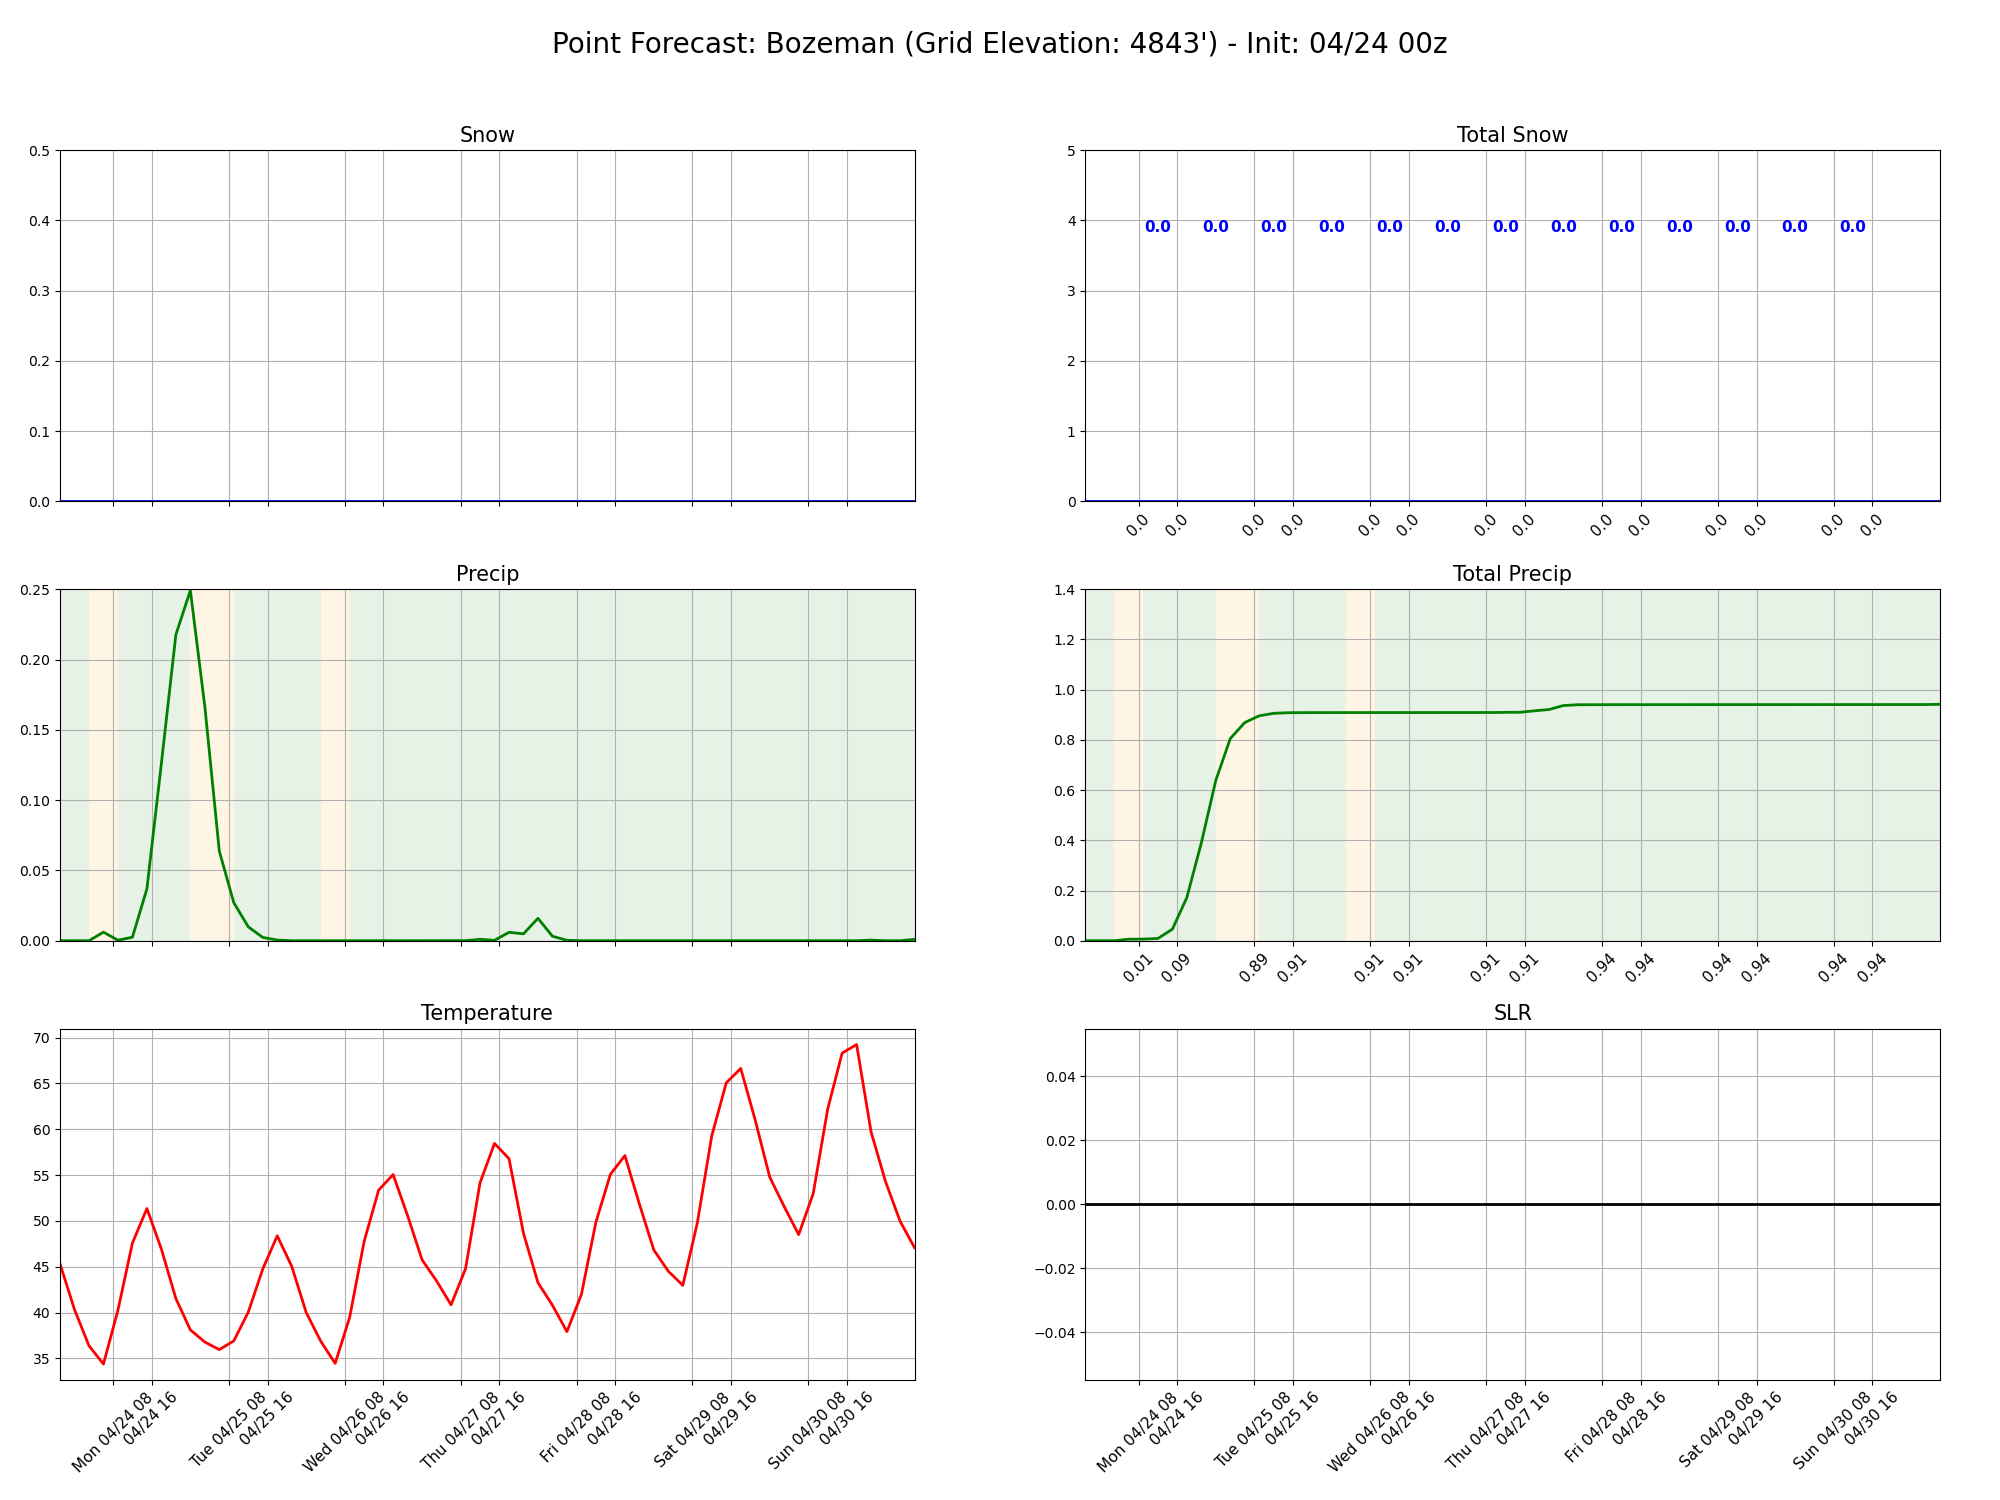 Point Forecast: Bozeman (Grid Elevation: 4843') - Init: 04/24 00z
Snow
0.5
0.4
0.3
0.2
0.1
0.0
Total Snow
5
4
3
2
1
0
0.0 0.0 0.0 0.0 0.0 0.0 0.0 0.0 0.0 0.0 0.0 0.0 0.0
0.0 0.0 0.0 0.0 0.0 0.0 0.0 0.0 0.0 0.0 0.0 0.0 0.0 0.0
Precip
0.25
0.20
0.15
0.10
0.05
0.00
Total Precip
1.4
1.2
1.0
0.8
0.6
0.4
0.2
0.0
0.01 0.09 0.89 0.91 0.91 0.91 0.91 0.91 0.94 0.94 0.94 0.94 0.94 0.94
Temperature
70
65
60
55
50
45
40
35
Mon 04/24 08
04/24 16
Tue 04/25 08
04/25 16
Wed 04/26 08
04/26 16
Thu 04/27 08
04/27 16
Fri 04/28 08
04/28 16
Sat 04/29 08
04/29 16
Sun 04/30 08
04/30 16
SLR
0.04
0.02
0.00
−0.02
−0.04
Mon 04/24 08
04/24 16
Tue 04/25 08
04/25 16
Wed 04/26 08
04/26 16
Thu 04/27 08
04/27 16
Fri 04/28 08
04/28 16
Sat 04/29 08
04/29 16
Sun 04/30 08
04/30 16